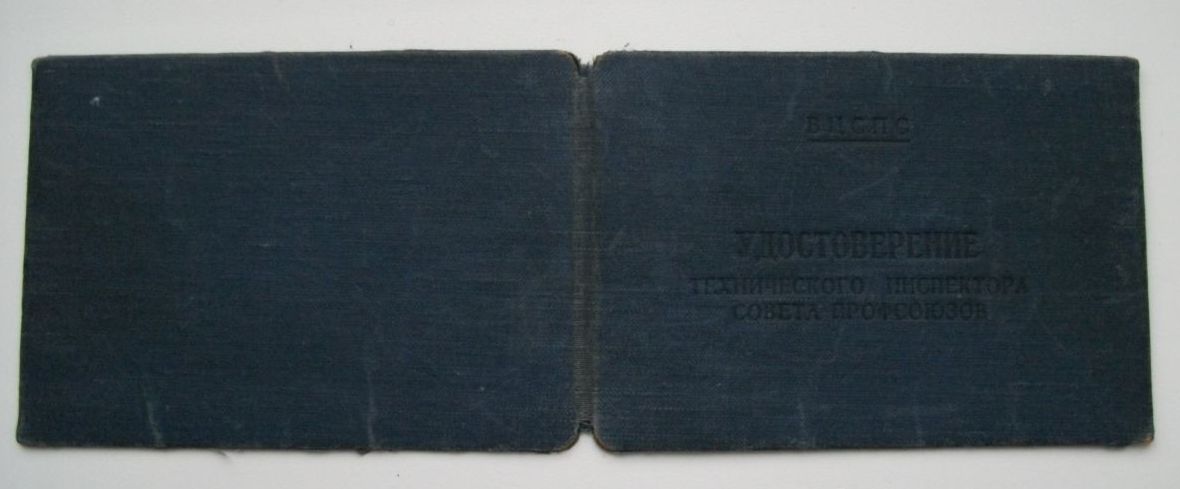 В.Ц.С.П.С
УДОСТОВЕРЕНИЕ
ТЕХНИЧЕСКОГО ИНСПЕКТОРА
СОВЕТА ПРОФСОЮЗОВ